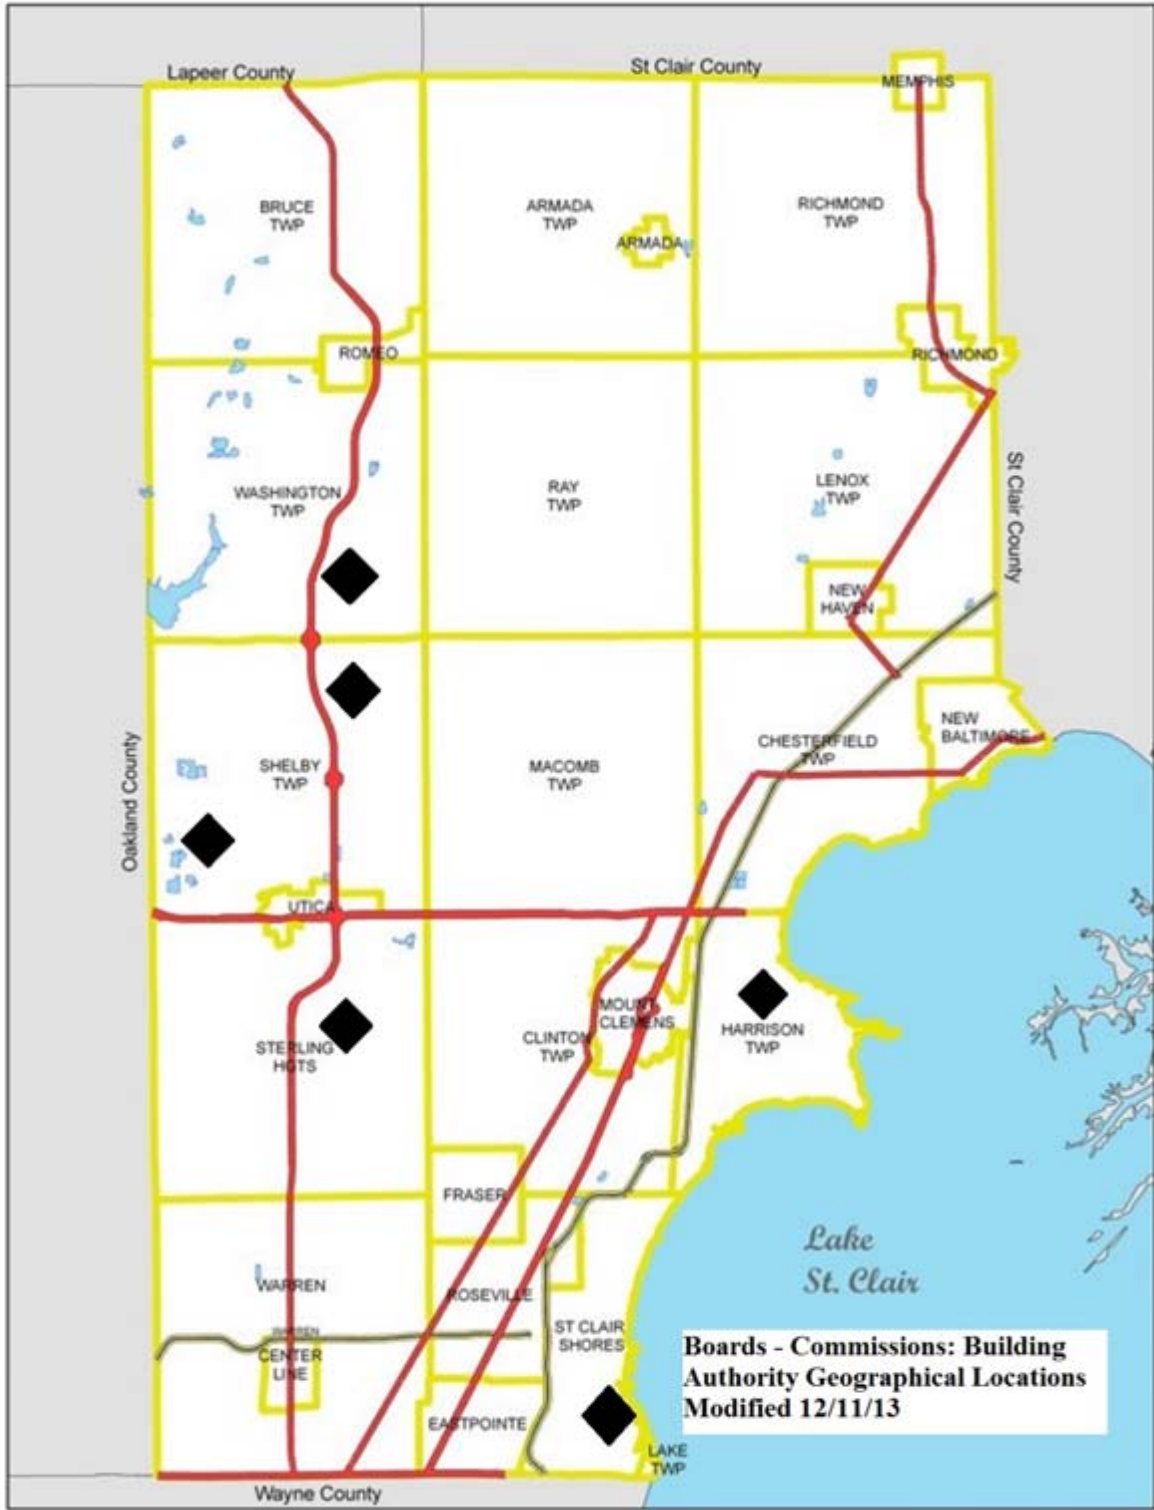 Lapeer County
St Clair County
MEMPHIS
BRUCE
TWP
ARMADA
TWP
ARMADA
RICHMOND
TWP
ROMEO
RICHMOND
WASHINGTON
TWP
RAY
TWP
LENOX
TWP
St Clair County
NEW
HAVEN
NEW
BALTIMORE
Oakland County
SHELBY
TWP
MACOMB
TWP
CHESTERFIELD
TWP
UTICA
MOUNT
CLEMENS
STERLING
HGTS
CLINTON
TWP
HARRISON
TWP
FRASER
Lake
St. Clair
WARREN
ROSEVILLE
WARREN
CENTER
LINE
ST CLAIR
SHORES
Boards - Commissions: Building
Authority Geographical Locations
Modified 12/11/13
EASTPOINTE
LAKE
TWP
Wayne County